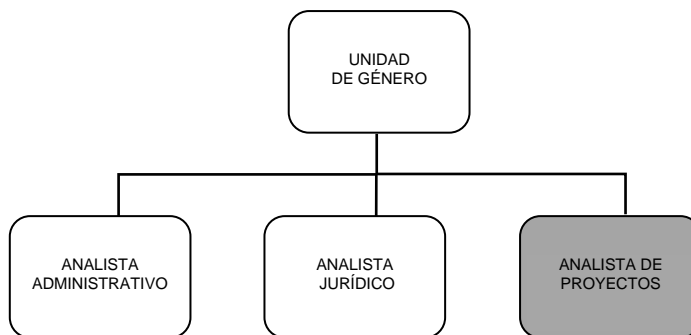 UNIDAD
DE GÉNERO
ANALISTA
ADMINISTRATIVO
ANALISTA
JURÍDICO
ANALISTA DE
PROYECTOS